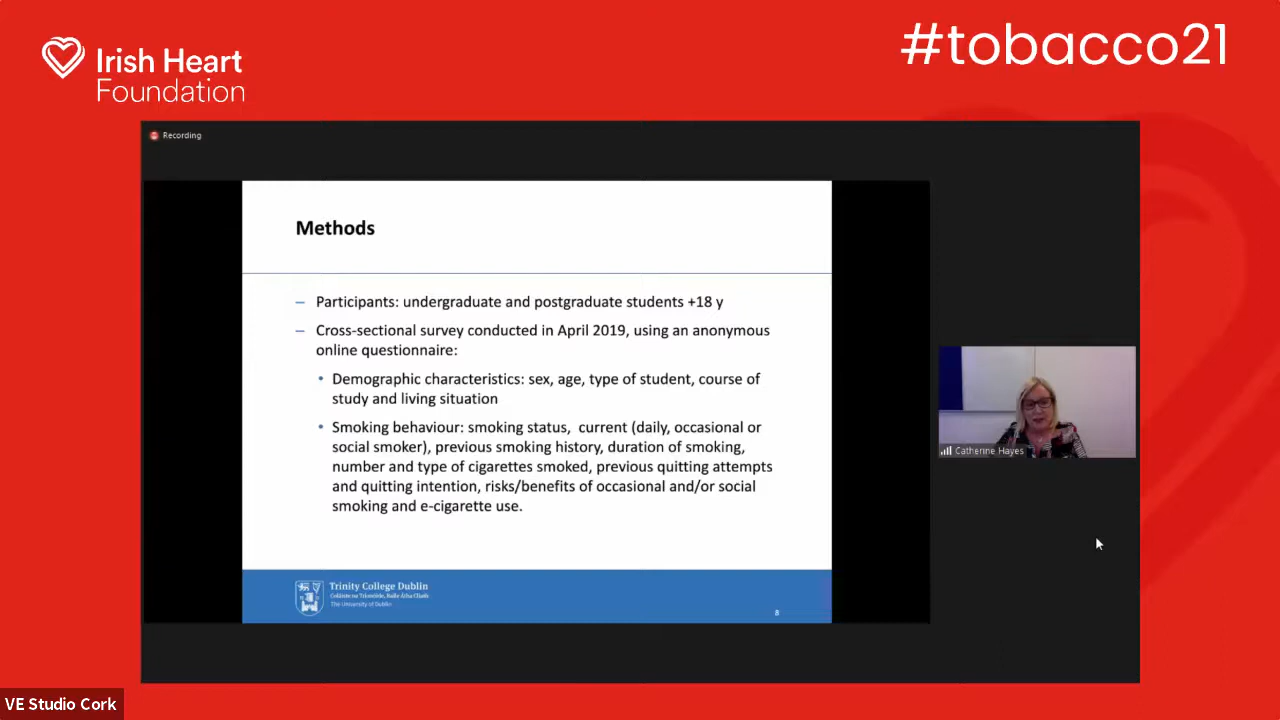 Irish Heart
Foundation
#tobacco21
Recording
Methods
– Participants: undergraduate and postgraduate students +18 y
– Cross-sectional survey conducted in April 2019, using an anonymous
online questionnaire:
• Demographic characteristics: sex, age, type of student, course of
study and living situation
• Smoking behaviour: smoking status, current (daily, occasional or
social smoker), previous smoking history, duration of smoking,
number and type of cigarettes smoked, previous quitting attempts
and quitting intention, risks/benefits of occasional and/or social
smoking and e-cigarette use.
Catherine Hayes
Trinity College Dublin
Coláiste na Tríonóide, Baile Átha Cliath
The University of Dublin
8
VE Studio Cork